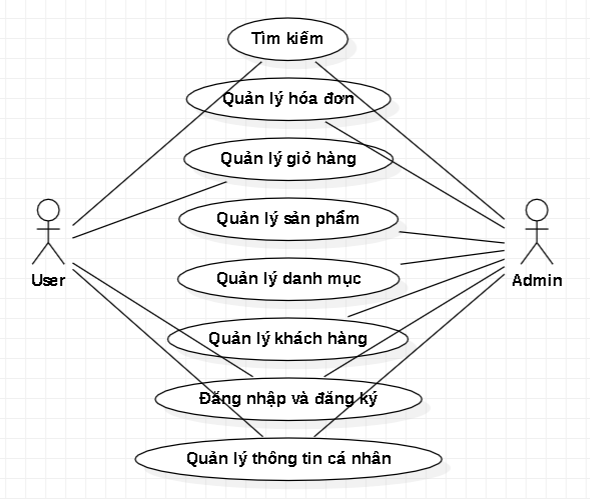 Tìm kiếm
Quản lý hóa đơn
Quản lý giỏ hàng
Quản lý sản phẩm
Quản lý danh mục
User
Admin
Quản lý khách hàng
Đăng nhập và đăng ký
Quản lý thông tin cá nhân